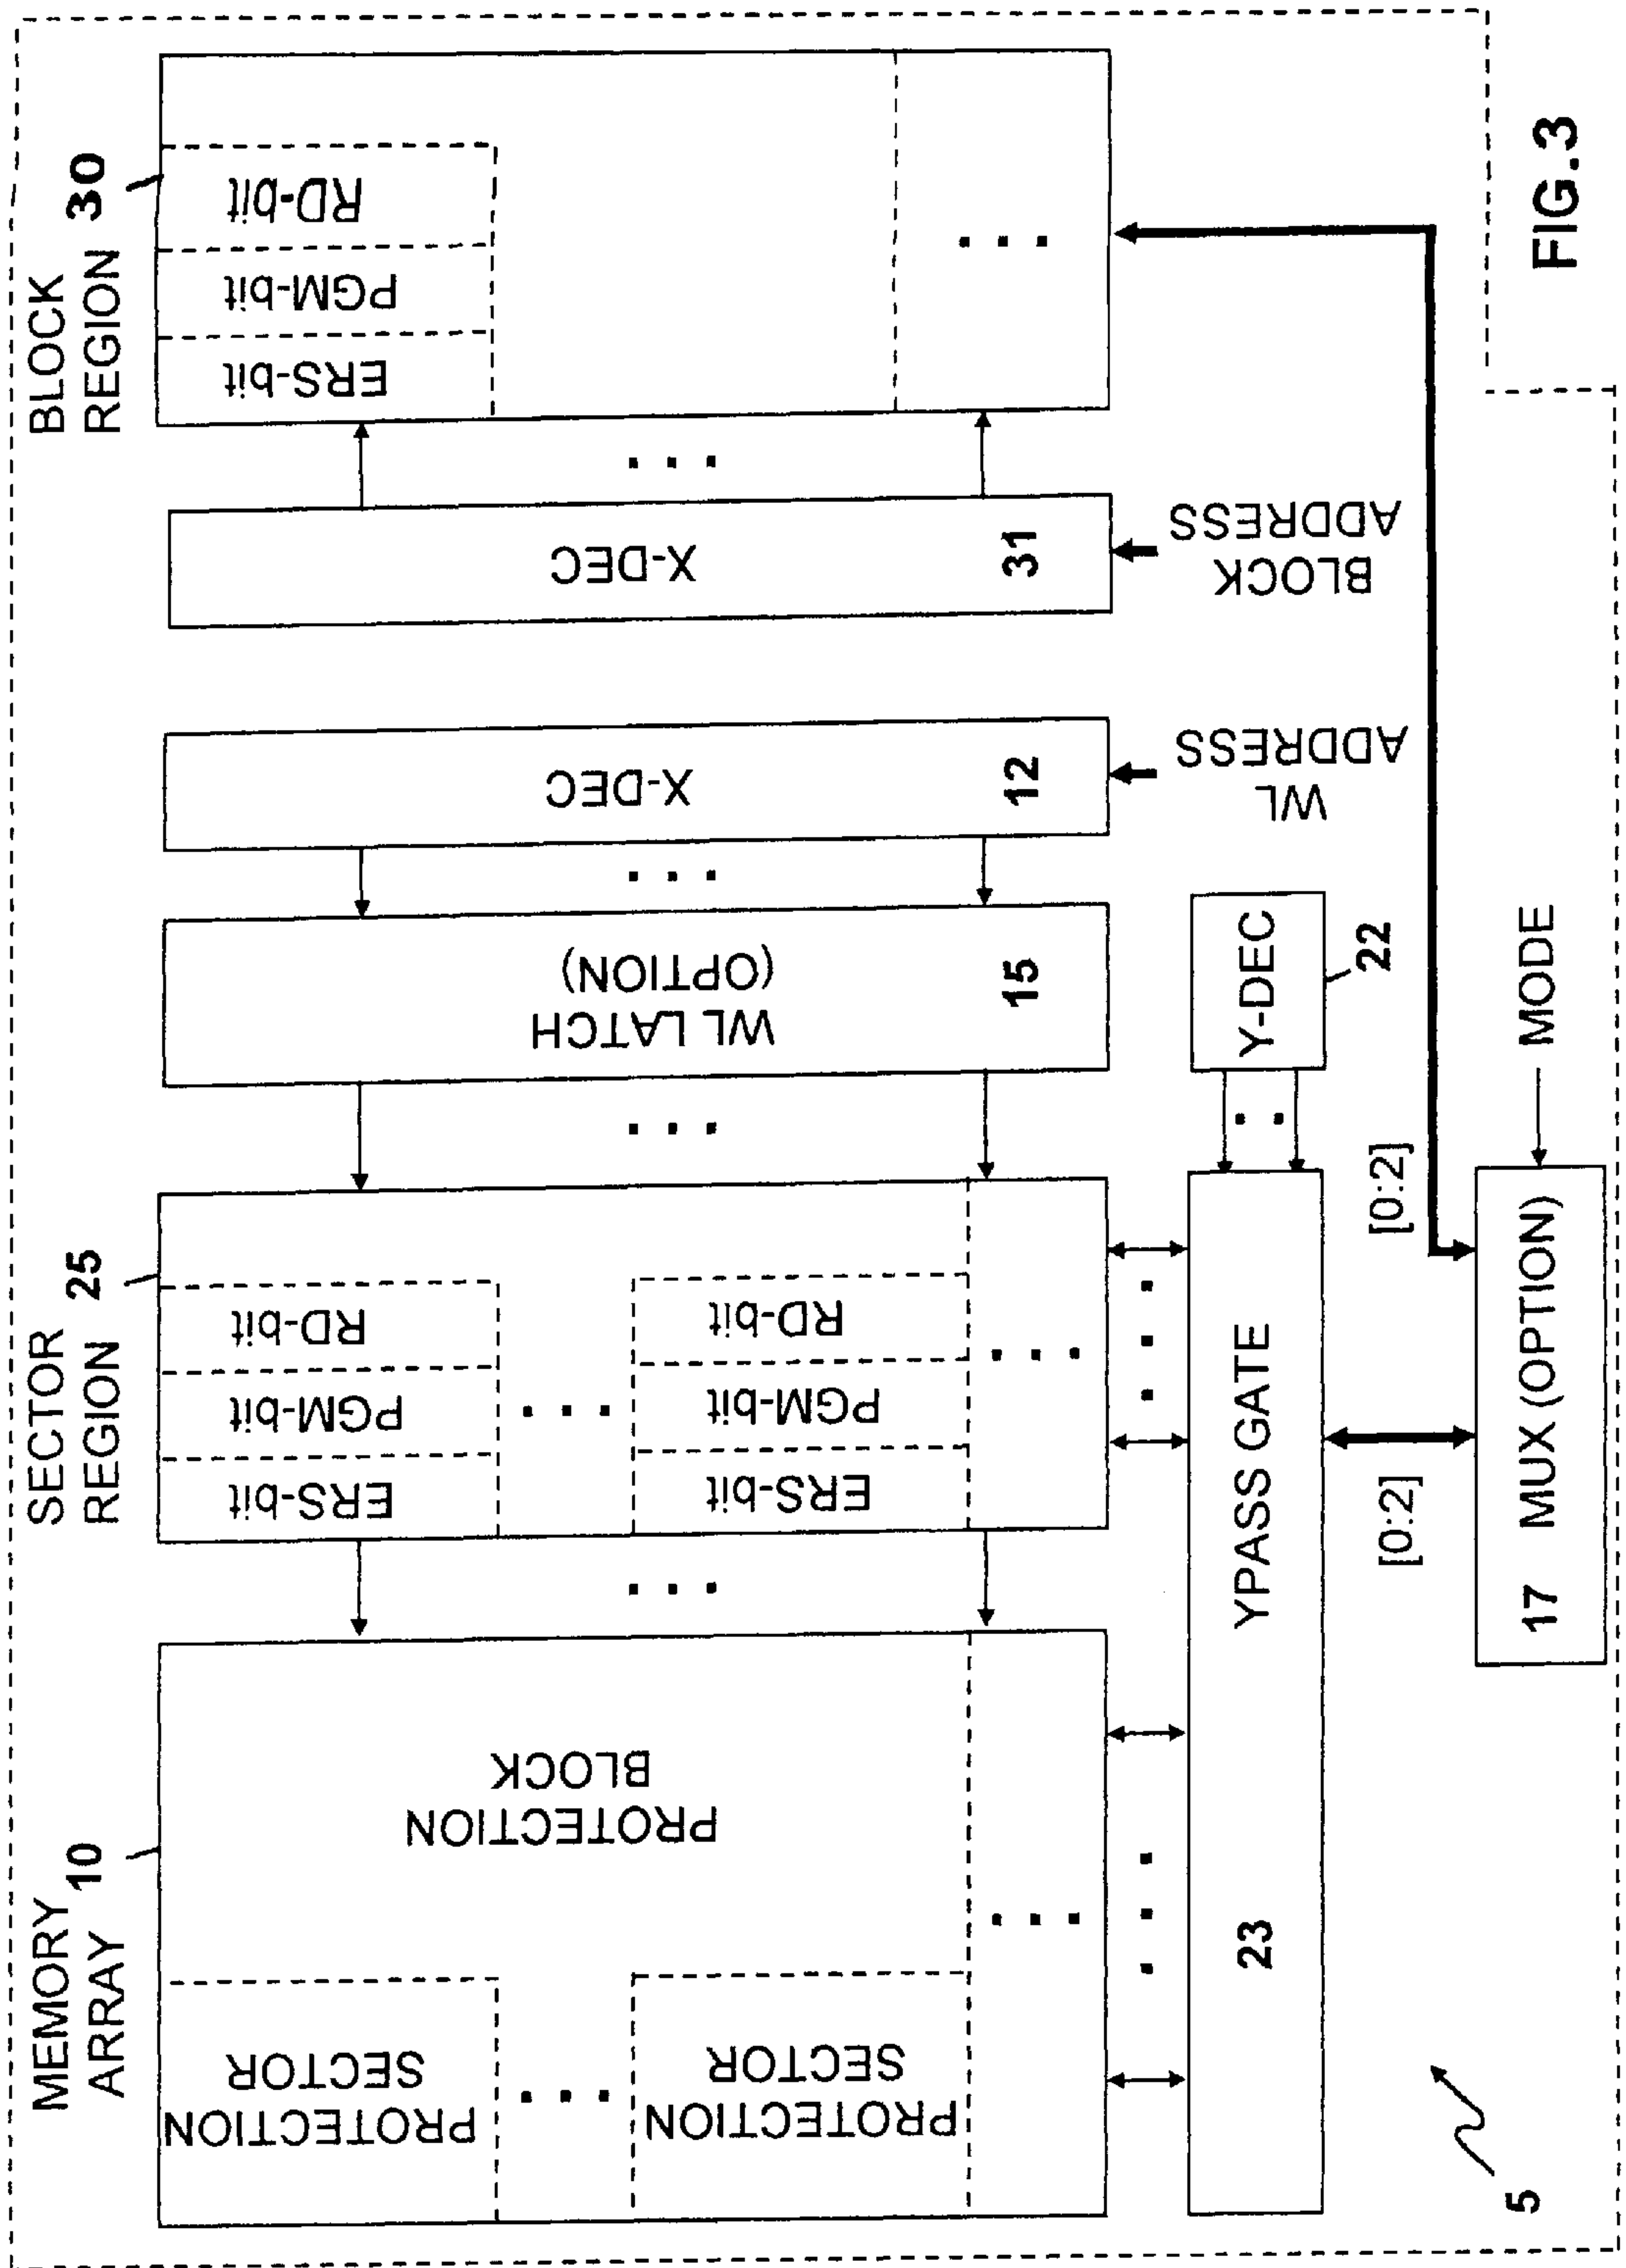 MEMORY
ARRAY 10
SECTOR
REGION 25
BLOCK
REGION 30
PROTECTION
SECTOR
PROTECTION
SECTOR
PROTECTION
BLOCK
ERS-bit
PGM-bit
RD-bit
ERS-bit
PGM-bit
RD-bit
WL LATCH
(OPTION)
15
X-DEC
12
WL
ADDRESS
X-DEC
31
BLOCK
ADDRESS
ERS-bit
PGM-bit
RD-bit
23 YPASS GATE
Y-DEC
22
[0:2]
[0:2]
17 MUX (OPTION)
MODE
5
FIG.3